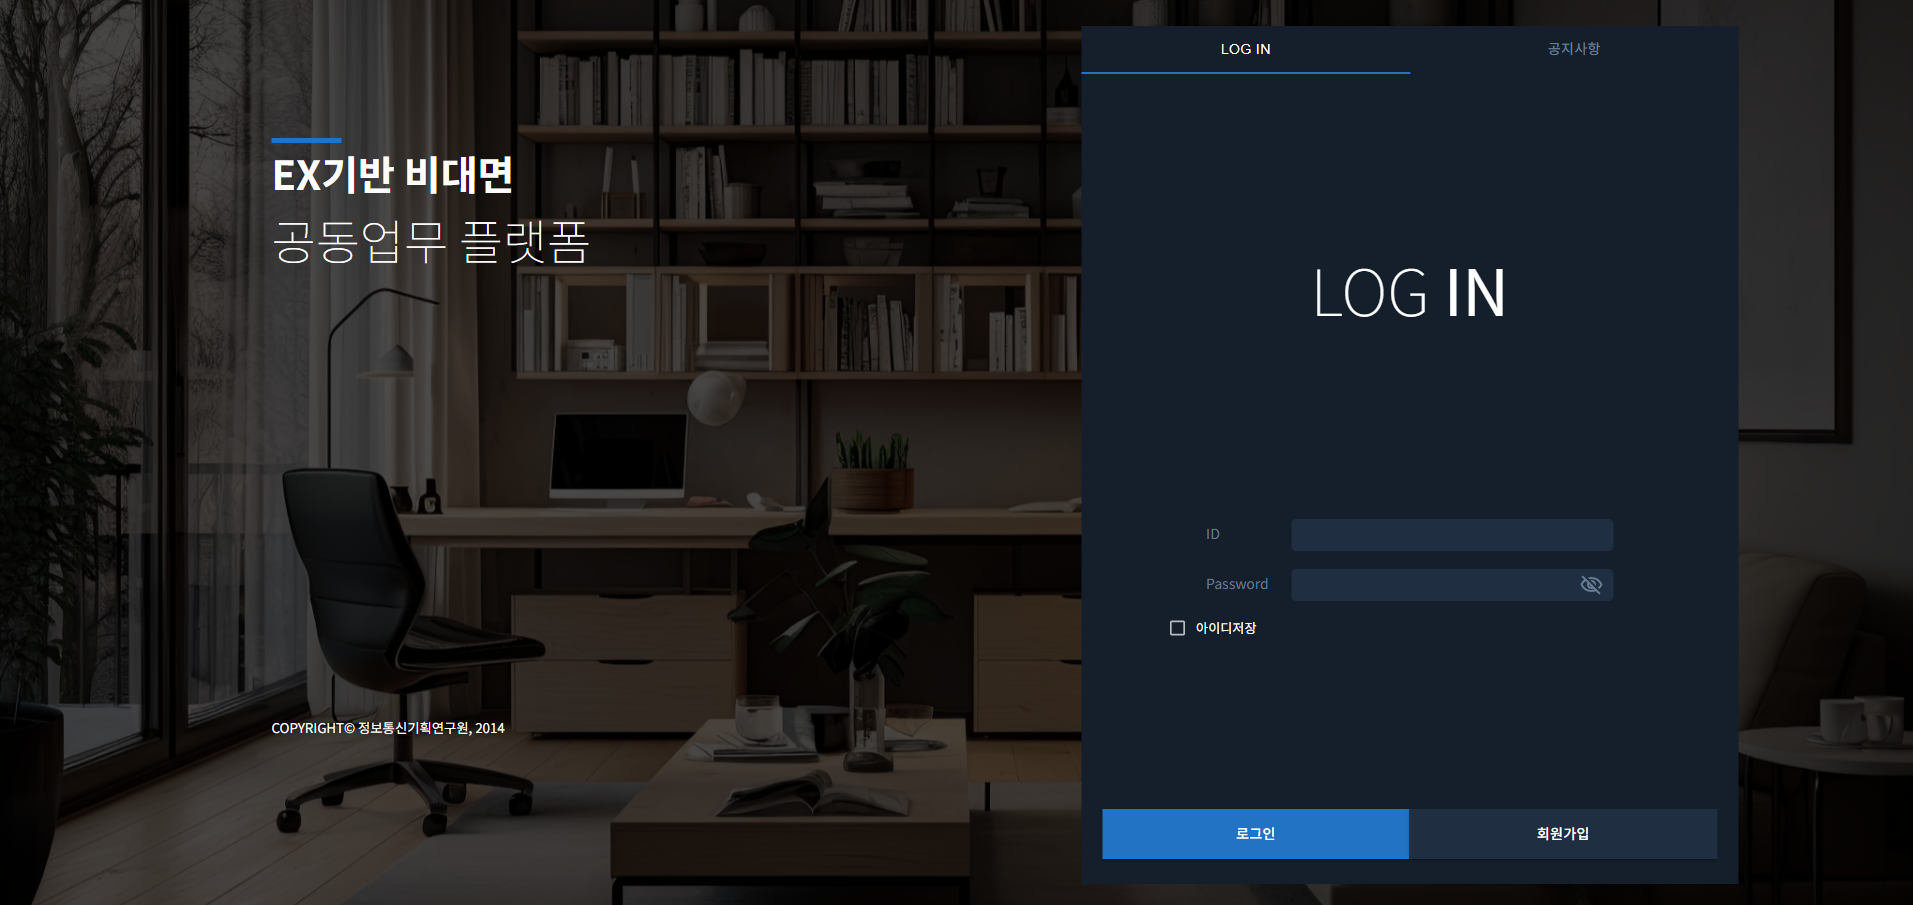 EX기반 비대면
공동업무 플랫폼
COPYRIGHT© 정보통신기획연구원, 2014
LOG IN
공지사항
LOG IN
ID
Password
아이디저장
로그인
회원가입